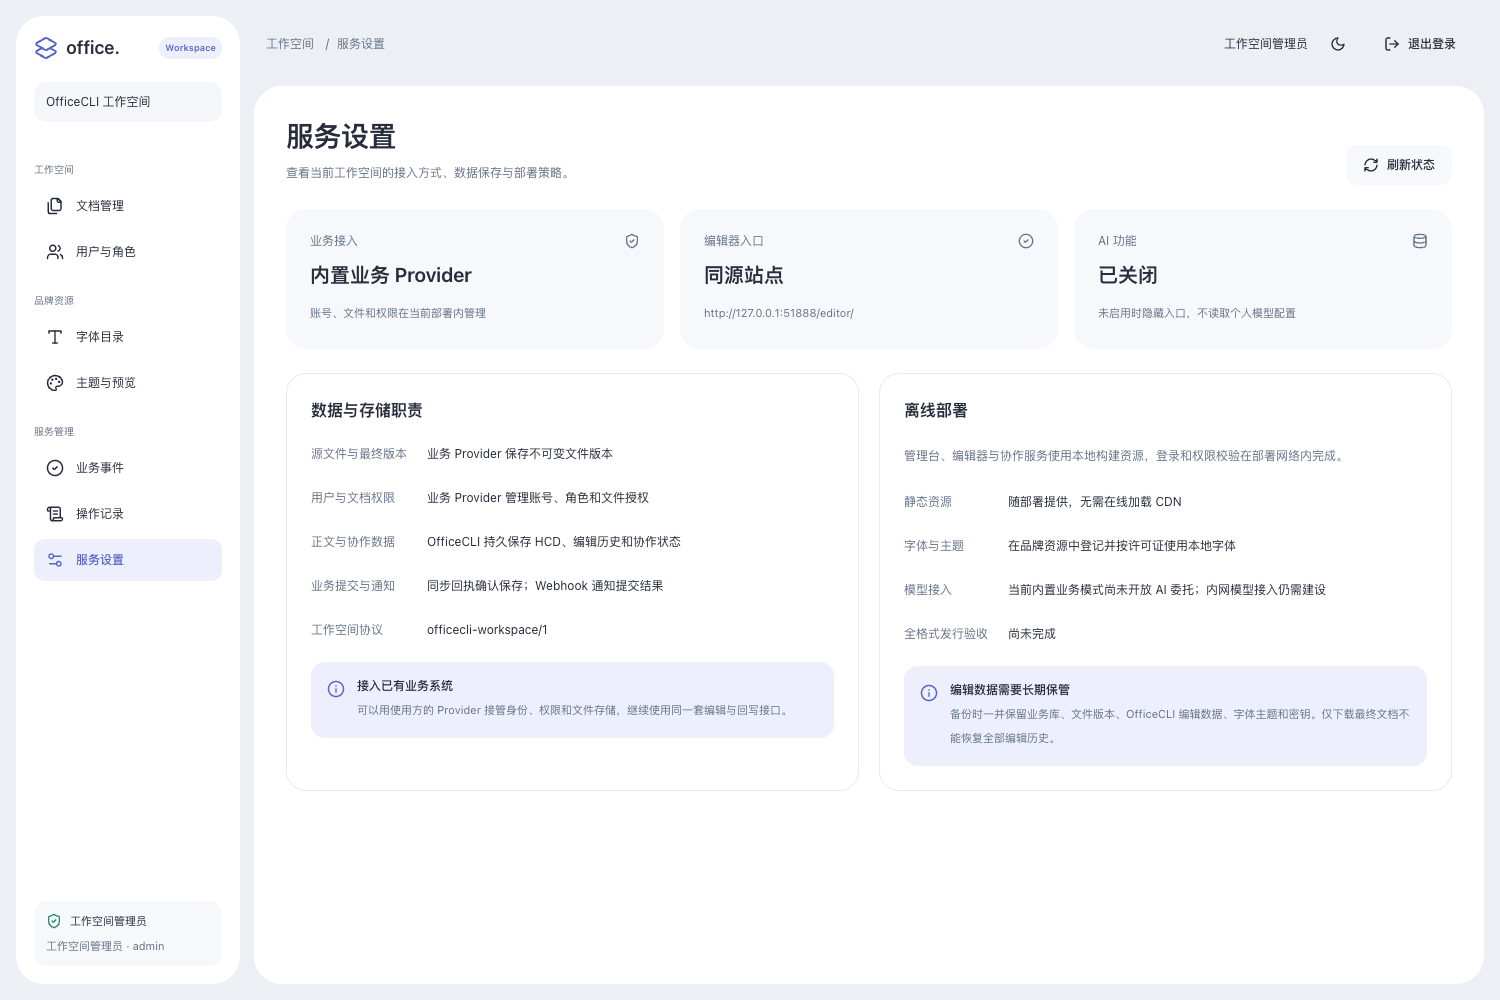 office.
Workspace
OfficeCLI 工作空间
工作空间
文档管理
用户与角色
品牌资源
字体目录
主题与预览
服务管理
业务事件
操作记录
服务设置
工作空间管理员
工作空间管理员 · admin
工作空间 / 服务设置
工作空间管理员
退出登录
服务设置
查看当前工作空间的接入方式、数据保存与部署策略。
刷新状态
业务接入
内置业务 Provider
账号、文件和权限在当前部署内管理
编辑器入口
同源站点
http://127.0.0.1:51888/editor/
AI 功能
已关闭
未启用时隐藏入口，不读取个人模型配置
数据与存储职责
源文件与最终版本 业务 Provider 保存不可变文件版本
用户与文档权限 业务 Provider 管理账号、角色和文件授权
正文与协作数据 OfficeCLI 持久保存 HCD、编辑历史和协作状态
业务提交与通知 同步回执确认保存；Webhook 通知提交结果
工作空间协议 officecli-workspace/1
接入已有业务系统
可以用使用方的 Provider 接管身份、权限和文件存储，继续使用同一套编辑与回写接口。
离线部署
管理台、编辑器与协作服务使用本地构建资源，登录和权限校验在部署网络内完成。
静态资源 随部署提供，无需在线加载 CDN
字体与主题 在品牌资源中登记并按许可证使用本地字体
模型接入 当前内置业务模式尚未开放 AI 委托；内网模型接入仍需建设
全格式发行验收 尚未完成
编辑数据需要长期保管
备份时一并保留业务库、文件版本、OfficeCLI 编辑数据、字体主题和密钥。仅下载最终文档不
能恢复全部编辑历史。